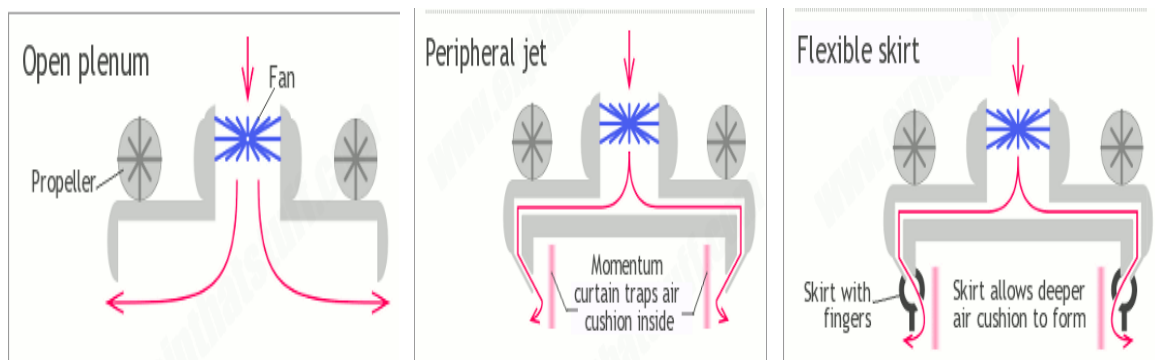 Open plenum
Fan
Propeller
Peripheral jet
Momentum
curtain traps air
cushion inside
Flexible skirt
Skirt with
fingers
Skirt allows deeper
air cushion to form